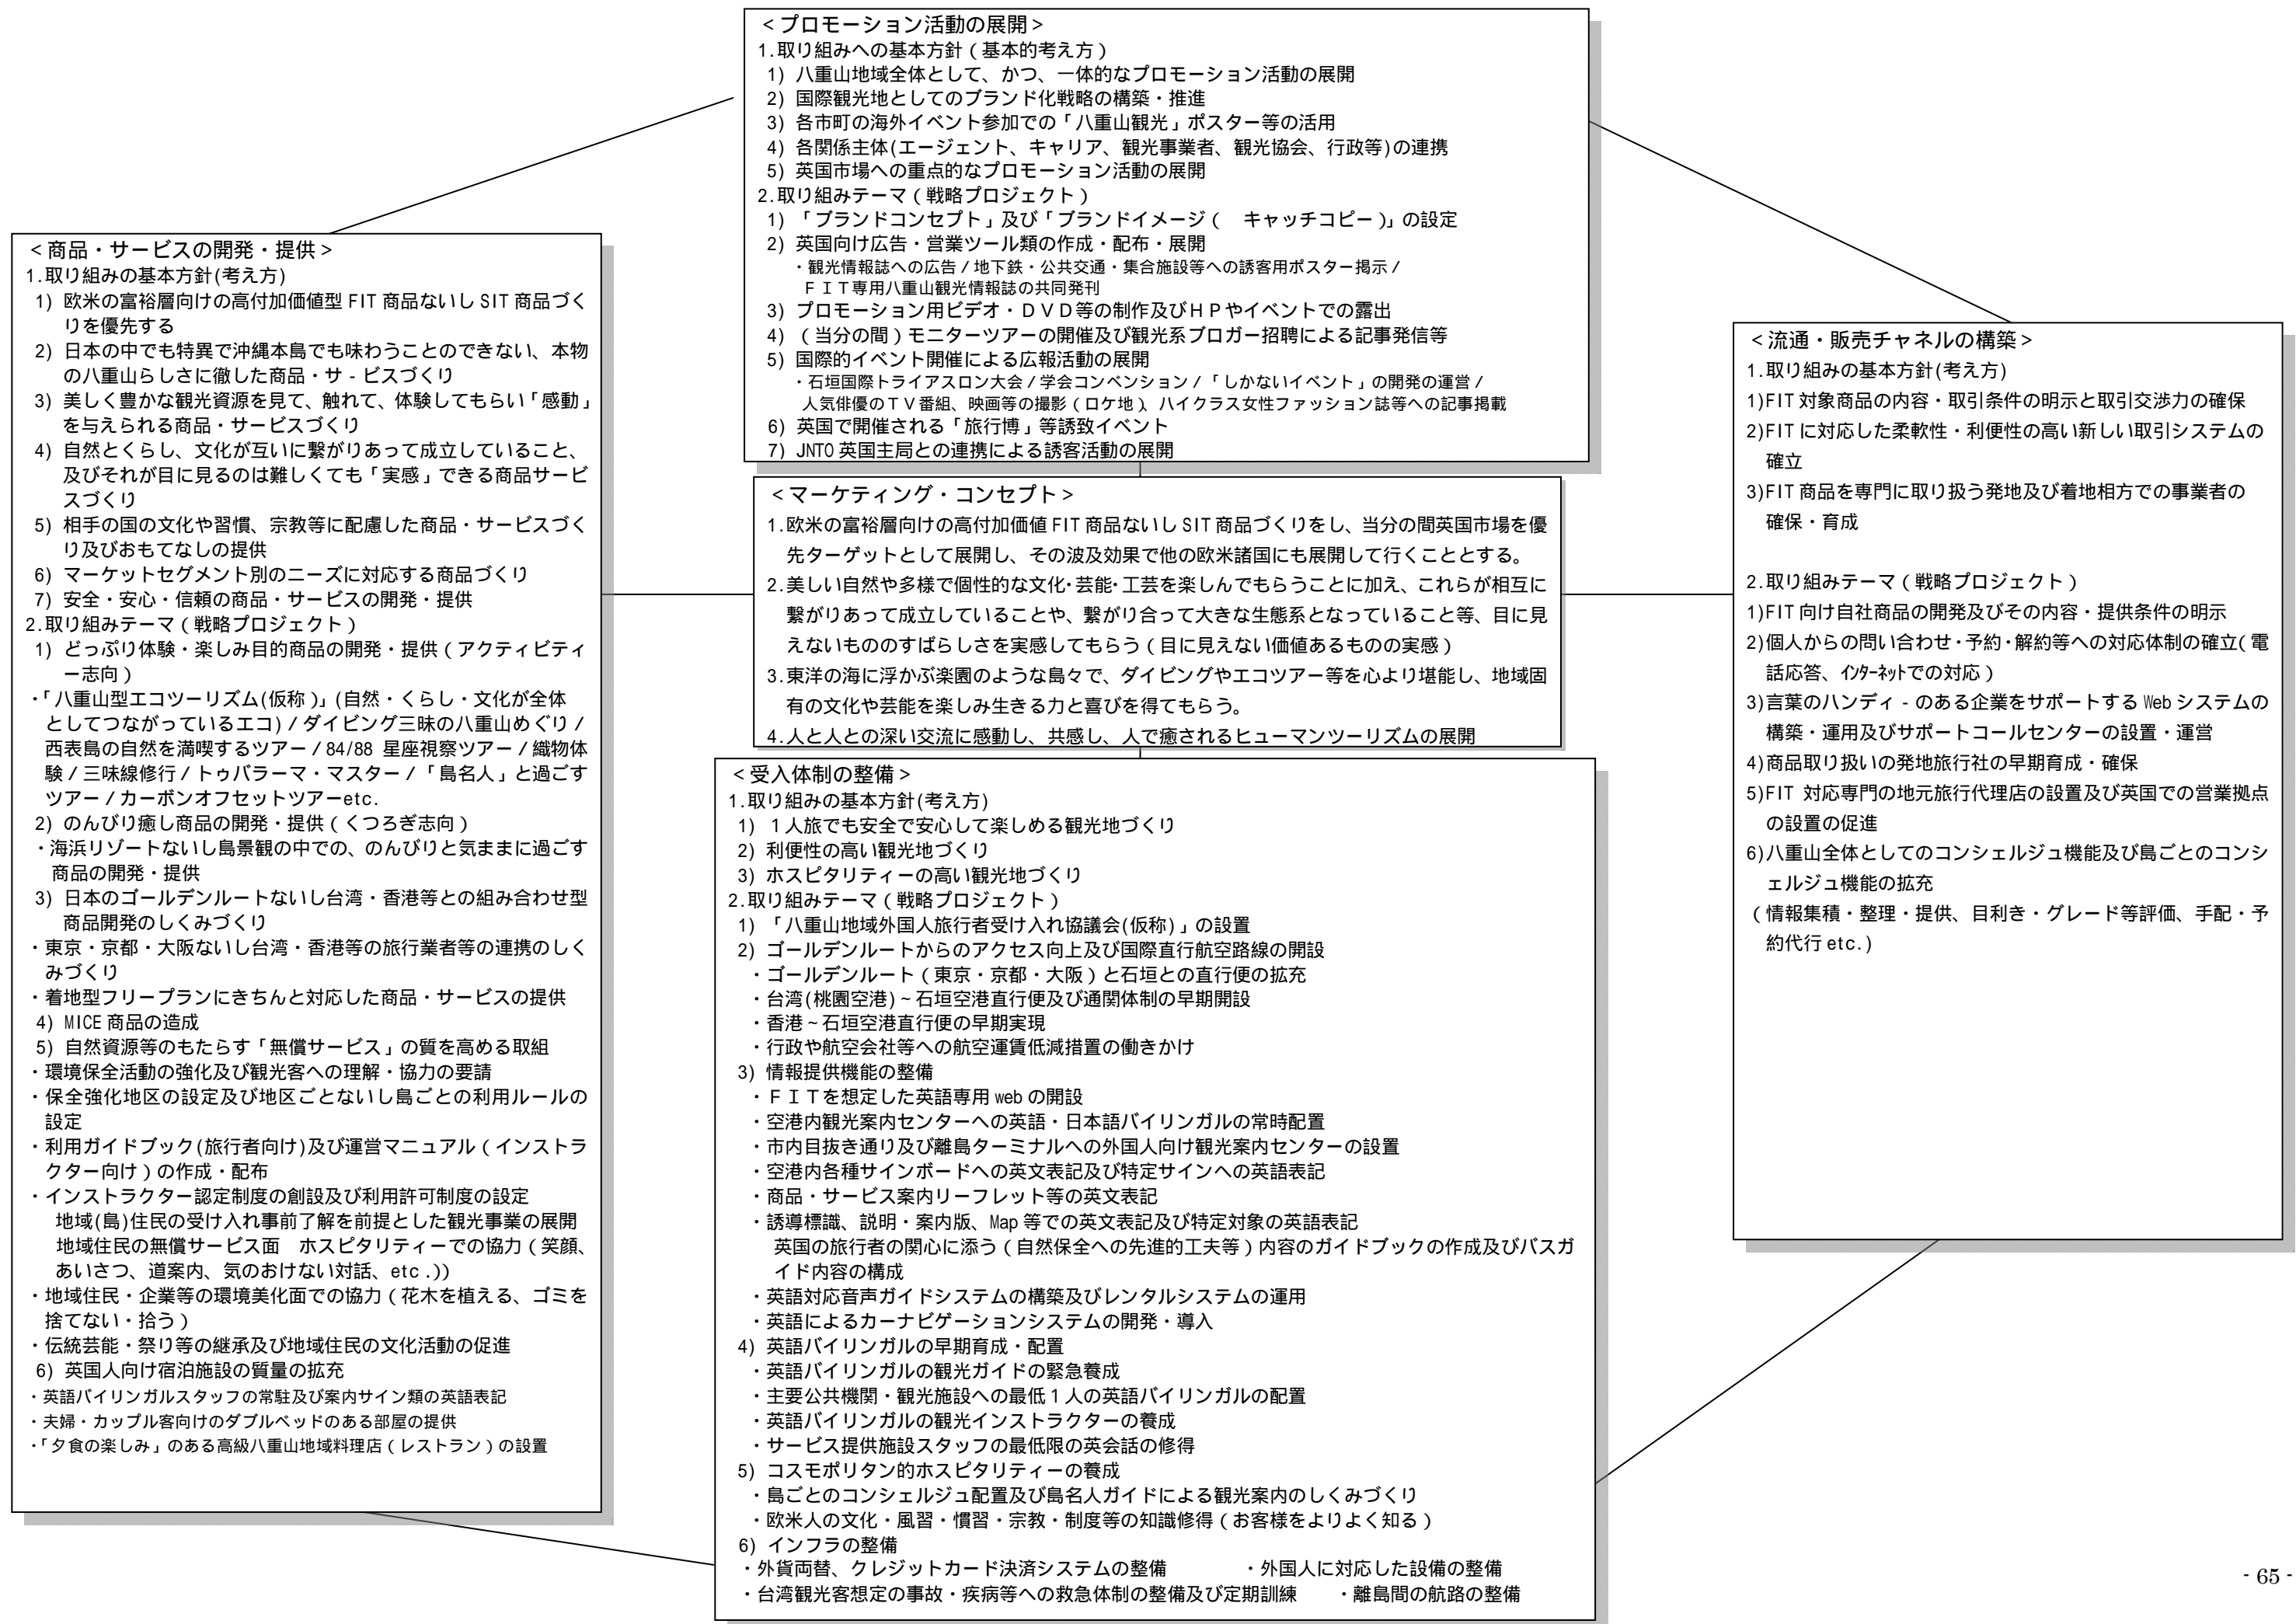 <プロモーション活動の展開>
1.取り組みへの基本方針(基本的考え方)
1) 八重山地域全体として、かつ、一体的なプロモーション活動の展開
2) 国際観光地としてのブランド化戦略の構築・推進
3) 各市町の海外イベント参加での「八重山観光」ポスター等の活用
4) 各関係主体(エージェント、キャリア、観光事業者、観光協会、行政等)の連携
5) 英国市場への重点的なプロモーション活動の展開
2.取り組みテーマ(戦略プロジェクト)
1) 「ブランドコンセプト」及び「ブランドイメージ( キャッチコピー)」の設定
2) 英国向け広告・営業ツール類の作成・配布・展開
・観光情報誌への広告/地下鉄・公共交通・集合施設等への誘客用ポスター掲示/
FIT専用八重山観光情報誌の共同発刊
3) プロモーション用ビデオ・DVD等の制作及びHPやイベントでの露出
4) (当分の間)モニターツアーの開催及び観光系ブロガー招聘による記事発信等
5) 国際的イベント開催による広報活動の展開
・石垣国際トライアスロン大会/学会コンベンション/「しかないイベント」の開発の運営/
人気俳優のTV番組、映画等の撮影(ロケ地)、ハイクラス女性ファッション誌等への記事掲載
6) 英国で開催される「旅行博」等誘致イベント
7) JNTO英国主局との連携による誘客活動の展開
<商品・サービスの開発・提供>
1.取り組みの基本方針(考え方)
1) 欧米の富裕層向けの高付加価値型FIT商品ないしSIT商品づく
りを優先する
2) 日本の中でも特異で沖縄本島でも味わうことのできない、本物
の八重山らしさに徹した商品・サ-ビスづくり
3) 美しく豊かな観光資源を見て、触れて、体験してもらい「感動」
を与えられる商品・サービスづくり
4) 自然とくらし、文化が互いに繋がりあって成立していること、
及びそれが目に見るのは難しくても「実感」できる商品サービ
スづくり
5) 相手の国の文化や習慣、宗教等に配慮した商品・サービスづく
り及びおもてなしの提供
6) マーケットセグメント別のニーズに対応する商品づくり
7) 安全・安心・信頼の商品・サービスの開発・提供
2.取り組みテーマ(戦略プロジェクト)
1) どっぷり体験・楽しみ目的商品の開発・提供(アクティビティ
ー志向)
・「八重山型エコツーリズム(仮称)」(自然・くらし・文化が全体
としてつながっているエコ)/ダイビング三昧の八重山めぐり/
西表島の自然を満喫するツアー/84/88 星座視察ツアー/織物体
験/三味線修行/トゥバラーマ・マスター/「島名人」と過ごす
ツアー/カーボンオフセットツアーetc.
2) のんびり癒し商品の開発・提供(くつろぎ志向)
・海浜リゾートないし島景観の中での、のんびりと気ままに過ごす
商品の開発・提供
3) 日本のゴールデンルートないし台湾・香港等との組み合わせ型
商品開発のしくみづくり
・東京・京都・大阪ないし台湾・香港等の旅行業者等の連携のしく
みづくり
・着地型フリープランにきちんと対応した商品・サービスの提供
4) MICE商品の造成
5) 自然資源等のもたらす「無償サービス」の質を高める取組
・環境保全活動の強化及び観光客への理解・協力の要請
・保全強化地区の設定及び地区ごとないし島ごとの利用ルールの
設定
・利用ガイドブック(旅行者向け)及び運営マニュアル(インストラ
クター向け)の作成・配布
・インストラクター認定制度の創設及び利用許可制度の設定
地域(島)住民の受け入れ事前了解を前提とした観光事業の展開
地域住民の無償サービス面 ホスピタリティーでの協力(笑顔、
あいさつ、道案内、気のおけない対話、etc.))
・地域住民・企業等の環境美化面での協力(花木を植える、ゴミを
捨てない・拾う)
・伝統芸能・祭り等の継承及び地域住民の文化活動の促進
6) 英国人向け宿泊施設の質量の拡充
・英語バイリンガルスタッフの常駐及び案内サイン類の英語表記
・夫婦・カップル客向けのダブルベッドのある部屋の提供
・「夕食の楽しみ」のある高級八重山地域料理店(レストラン)の設置
<マーケティング・コンセプト>
1.欧米の富裕層向けの高付加価値FIT商品ないしSIT商品づくりをし、当分の間英国市場を優
先ターゲットとして展開し、その波及効果で他の欧米諸国にも展開して行くこととする。
2.美しい自然や多様で個性的な文化・芸能・工芸を楽しんでもらうことに加え、これらが相互に
繋がりあって成立していることや、繋がり合って大きな生態系となっていること等、目に見
えないもののすばらしさを実感してもらう(目に見えない価値あるものの実感)
3.東洋の海に浮かぶ楽園のような島々で、ダイビングやエコツアー等を心より堪能し、地域固
有の文化や芸能を楽しみ生きる力と喜びを得てもらう。
4.人と人との深い交流に感動し、共感し、人で癒されるヒューマンツーリズムの展開
<受入体制の整備>
1.取り組みの基本方針(考え方)
1) 1人旅でも安全で安心して楽しめる観光地づくり
2) 利便性の高い観光地づくり
3) ホスピタリティーの高い観光地づくり
2.取り組みテーマ(戦略プロジェクト)
1) 「八重山地域外国人旅行者受け入れ協議会(仮称)」の設置
2) ゴールデンルートからのアクセス向上及び国際直行航空路線の開設
・ゴールデンルート(東京・京都・大阪)と石垣との直行便の拡充
・台湾(桃園空港)~石垣空港直行便及び通関体制の早期開設
・香港~石垣空港直行便の早期実現
・行政や航空会社等への航空運賃低減措置の働きかけ
3) 情報提供機能の整備
・FITを想定した英語専用webの開設
・空港内観光案内センターへの英語・日本語バイリンガルの常時配置
・市内目抜き通り及び離島ターミナルへの外国人向け観光案内センターの設置
・空港内各種サインボードへの英文表記及び特定サインへの英語表記
・商品・サービス案内リーフレット等の英文表記
・誘導標識、説明・案内版、Map等での英文表記及び特定対象の英語表記
英国の旅行者の関心に添う(自然保全への先進的工夫等)内容のガイドブックの作成及びバスガ
イド内容の構成
・英語対応音声ガイドシステムの構築及びレンタルシステムの運用
・英語によるカーナビゲーションシステムの開発・導入
4) 英語バイリンガルの早期育成・配置
・英語バイリンガルの観光ガイドの緊急養成
・主要公共機関・観光施設への最低1人の英語バイリンガルの配置
・英語バイリンガルの観光インストラクターの養成
・サービス提供施設スタッフの最低限の英会話の修得
5) コスモポリタン的ホスピタリティーの養成
・島ごとのコンシェルジュ配置及び島名人ガイドによる観光案内のしくみづくり
・欧米人の文化・風習・慣習・宗教・制度等の知識修得(お客様をよりよく知る)
6) インフラの整備
・外貨両替、クレジットカード決済システムの整備 ・外国人に対応した設備の整備
・台湾観光客想定の事故・疾病等への救急体制の整備及び定期訓練 ・離島間の航路の整備
<流通・販売チャネルの構築>
1.取り組みの基本方針(考え方)
1)FIT対象商品の内容・取引条件の明示と取引交渉力の確保
2)FITに対応した柔軟性・利便性の高い新しい取引システムの
確立
3)FIT商品を専門に取り扱う発地及び着地相方での事業者の
確保・育成
2.取り組みテーマ(戦略プロジェクト)
1)FIT向け自社商品の開発及びその内容・提供条件の明示
2)個人からの問い合わせ・予約・解約等への対応体制の確立(電
話応答、インターネットでの対応)
3)言葉のハンディ-のある企業をサポートするWebシステムの
構築・運用及びサポートコールセンターの設置・運営
4)商品取り扱いの発地旅行社の早期育成・確保
5)FIT 対応専門の地元旅行代理店の設置及び英国での営業拠点
の設置の促進
6)八重山全体としてのコンシェルジュ機能及び島ごとのコンシ
ェルジュ機能の拡充
(情報集積・整理・提供、目利き・グレード等評価、手配・予
約代行etc.)
- 65 -